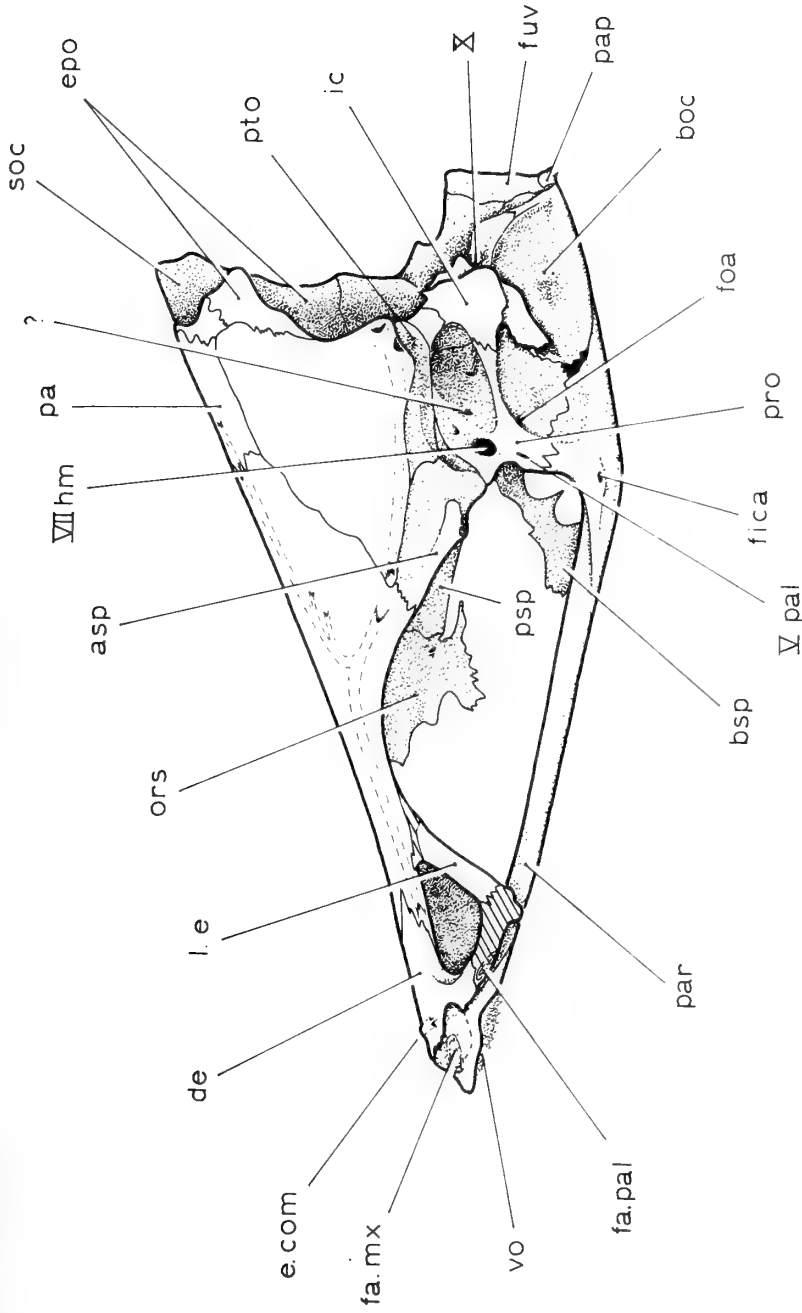 soc
epo
?
pto
pa
ic
VII hm
X
asp
fuv
ors
pap
l.e
boc
de
foa
e.com
pro
fa.mx
fica
vo
V pal
fa.pal
bsp
par
psp